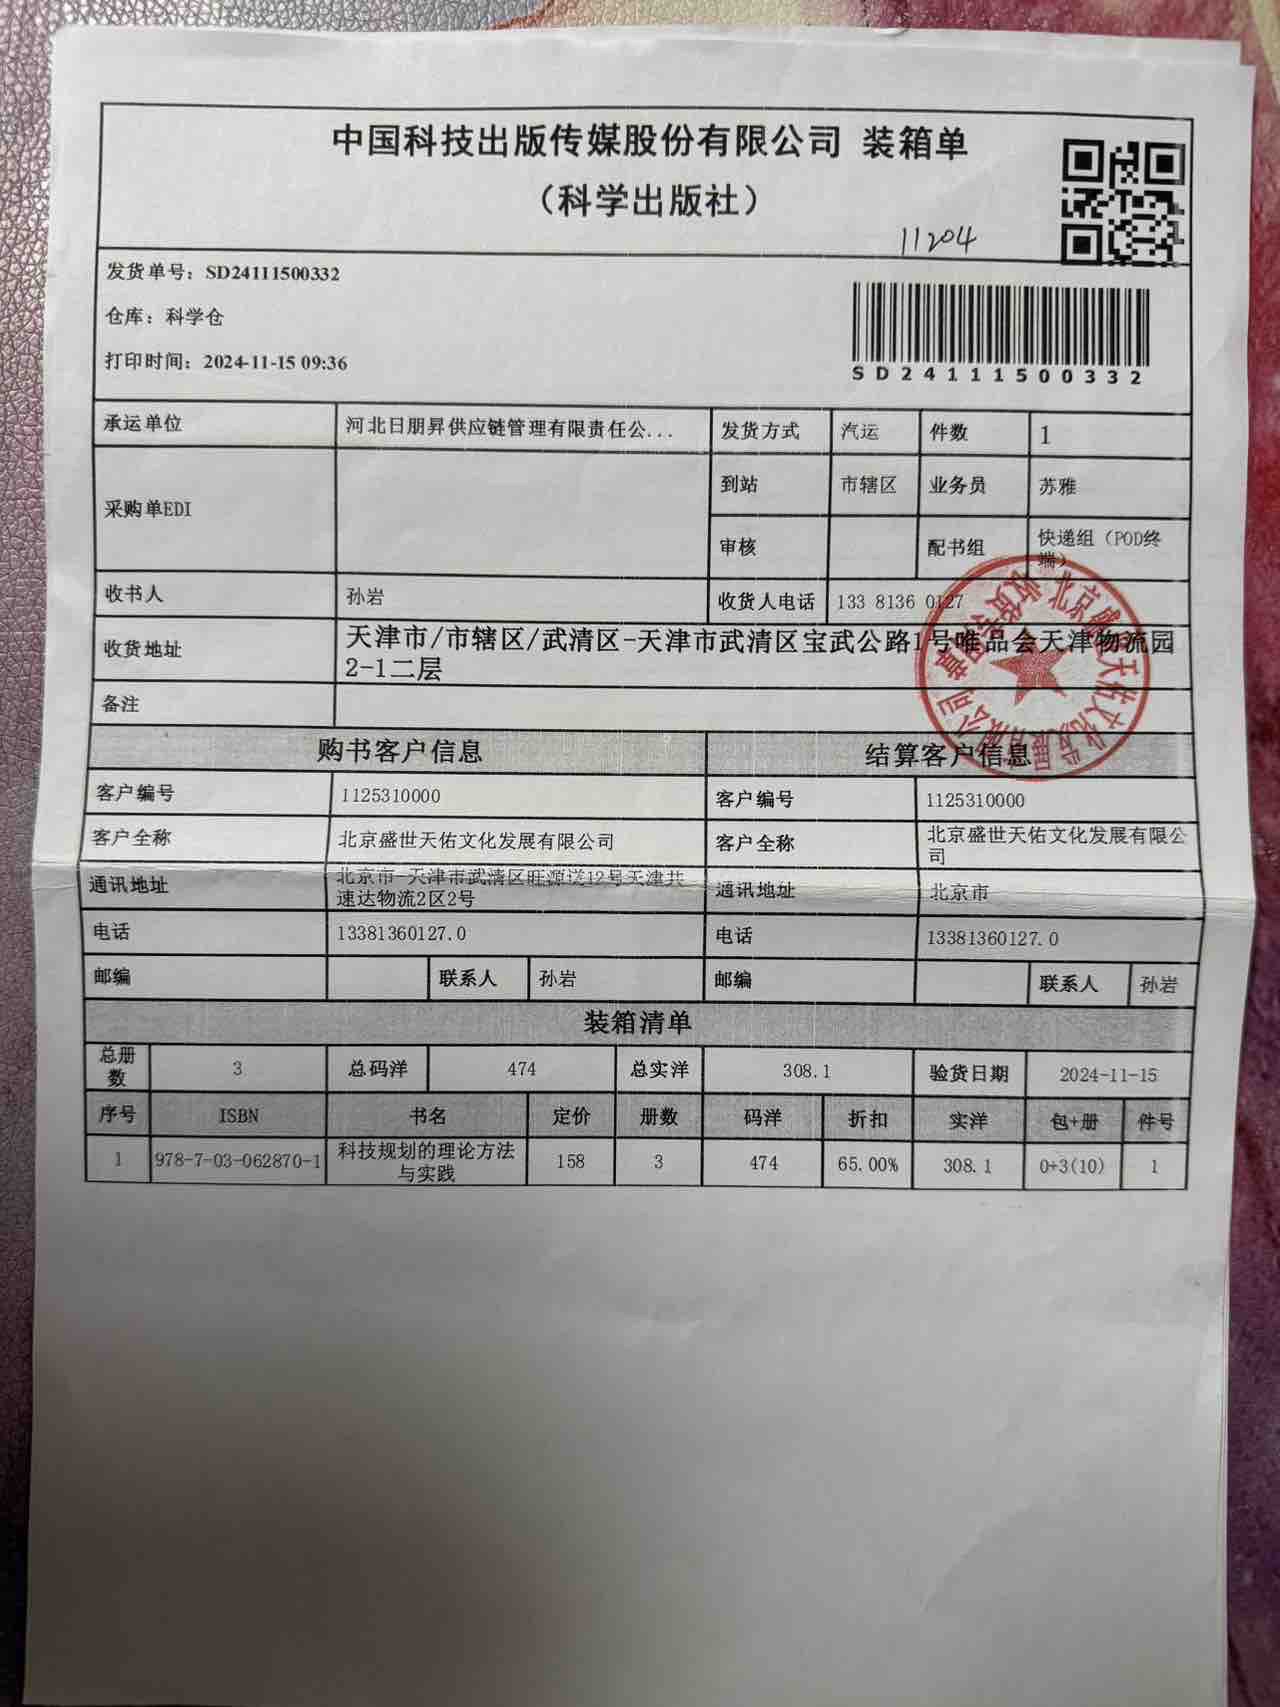 中国科技出版传媒股份有限公司 装箱单
（科学出版社）
11204
发货单号：SD24111500332
仓库：科学仓
打印时间：2024-11-15 09:36
SD24111500332
承运单位 河北日朋昇供应链管理有限责任公... 发货方式 汽运 件数 1
采购单EDI 到站 市辖区 业务员 苏雅
审核 配书组 快递组（POD终
端）
收书人 孙岩 收货人电话 133 8136 0127
收货地址 天津市/市辖区/武清区-天津市武清区宝武公路1号唯品会天津物流园
2-1二层
备注
北京盛世天佑文化发展有限公司
购书客户信息 结算客户信息
客户编号 1125310000 客户编号 1125310000
客户全称 北京盛世天佑文化发展有限公司 客户全称 北京盛世天佑文化发展有限公
司
通讯地址 北京市-天津市武清区旺源道12号天津共
速达物流2区2号 通讯地址 北京市
电话 13381360127.0 电话 13381360127.0
邮编 联系人 孙岩 邮编 联系人 孙岩
装箱清单
总册
数 3 总码洋 474 总实洋 308.1 验货日期 2024-11-15
序号 ISBN 书名 定价 册数 码洋 折扣 实洋 包+册 件号
1 978-7-03-062870-1 科技规划的理论方法
与实践 158 3 474 65.00% 308.1 0+3(10) 1